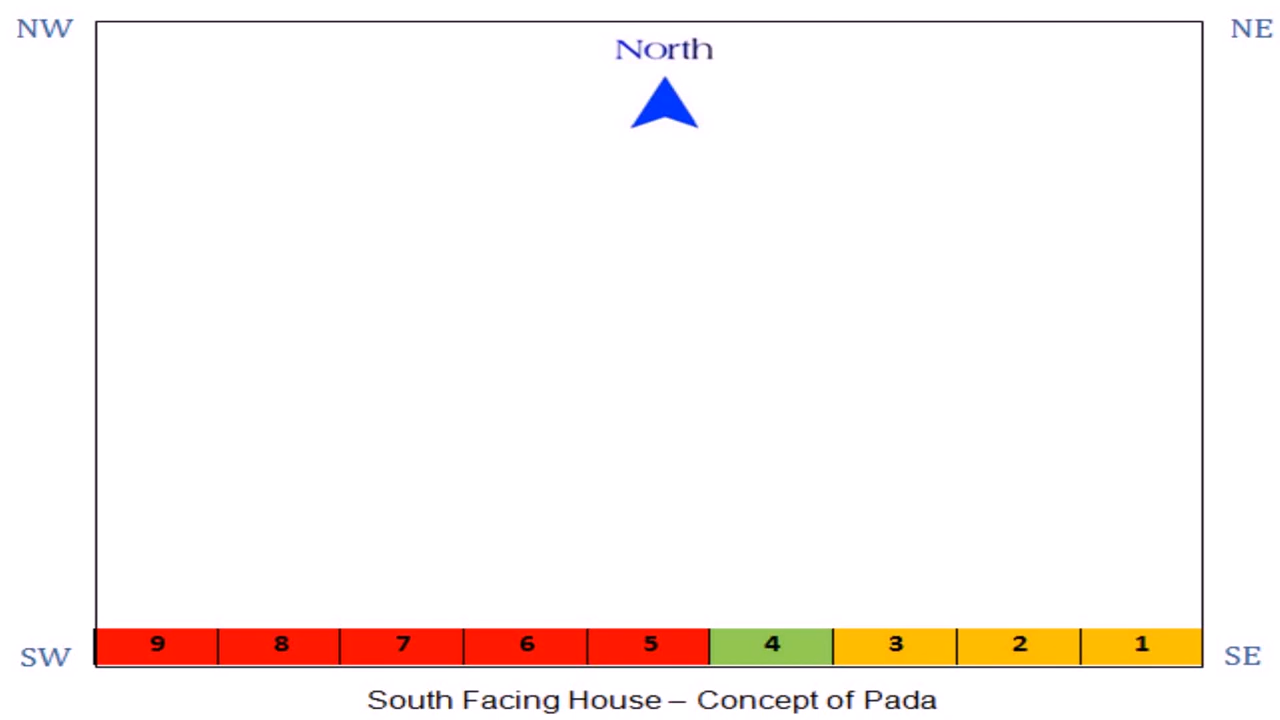 NW
NE
North
SW
9 8 7 6 5 4 3 2 1
SE
South Facing House – Concept of Pada